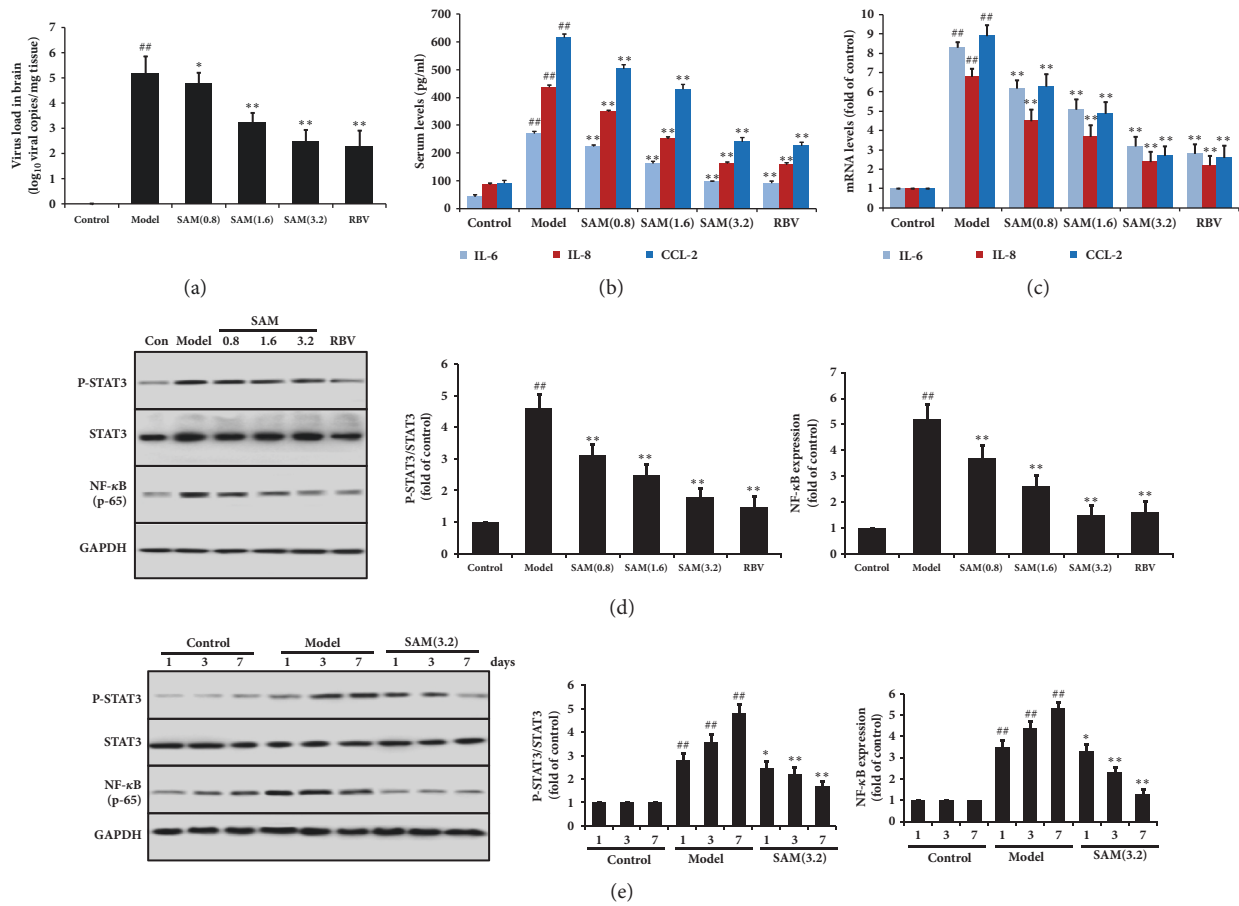 Virus load in brain
(log10 viral copies/ mg tissue)
7
6
5
4
3
2
1
0
##
*
**
**
**
Control Model SAM(0.8) SAM(1.6) SAM(3.2) RBV
(a)
Serum levels (pg/ml)
700
600
500
400
300
200
100
0
## ## ##
** ** **
** ** **
** ** **
** ** **
Control Model SAM(0.8) SAM(1.6) SAM(3.2) RBV
IL-6 IL-8 CCL-2
(b)
mRNA levels (fold of control)
10
9
8
7
6
5
4
3
2
1
0
## ## ##
** ** **
** ** **
** ** **
** ** **
Control Model SAM(0.8) SAM(1.6) SAM(3.2) RBV
IL-6 IL-8 CCL-2
(c)
SAM
Con Model 0.8 1.6 3.2 RBV
P-STAT3
STAT3
NF-κB
(p-65)
GAPDH
P-STAT3/STAT3
(fold of control)
6
5
4
3
2
1
0
##
**
**
**
**
Control Model SAM(0.8) SAM(1.6) SAM(3.2) RBV
NF-κB expression
(fold of control)
7
6
5
4
3
2
1
0
##
**
**
**
**
Control Model SAM(0.8) SAM(1.6) SAM(3.2) RBV
(d)
Control Model SAM(3.2)
1 3 7 1 3 7 1 3 7 days
P-STAT3
STAT3
NF-κB
(p-65)
GAPDH
P-STAT3/STAT3
(fold of control)
6
5
4
3
2
1
0
## ## ##
* ** **
1 3 7 1 3 7 1 3 7
Control Model SAM(3.2)
NF-κB expression
(fold of control)
6
5
4
3
2
1
0
## ## ##
* ** **
1 3 7 1 3 7 1 3 7
Control Model SAM(3.2)
(e)